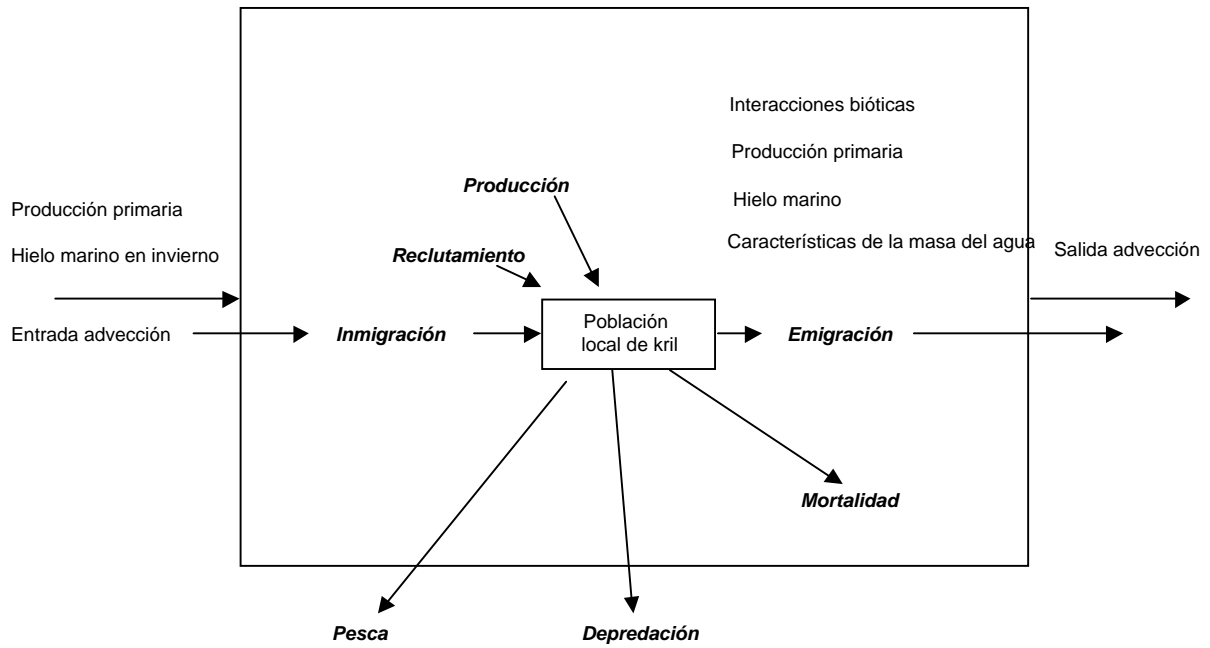 Interacciones bióticas
Producción primaria
Hielo marino
Características de la masa del agua
Producción
Reclutamiento
Producción primaria
Hielo marino en invierno
Entrada advección
Inmigración
Población
local de kril
Emigración
Salida advección
Mortalidad
Pesca
Depredación